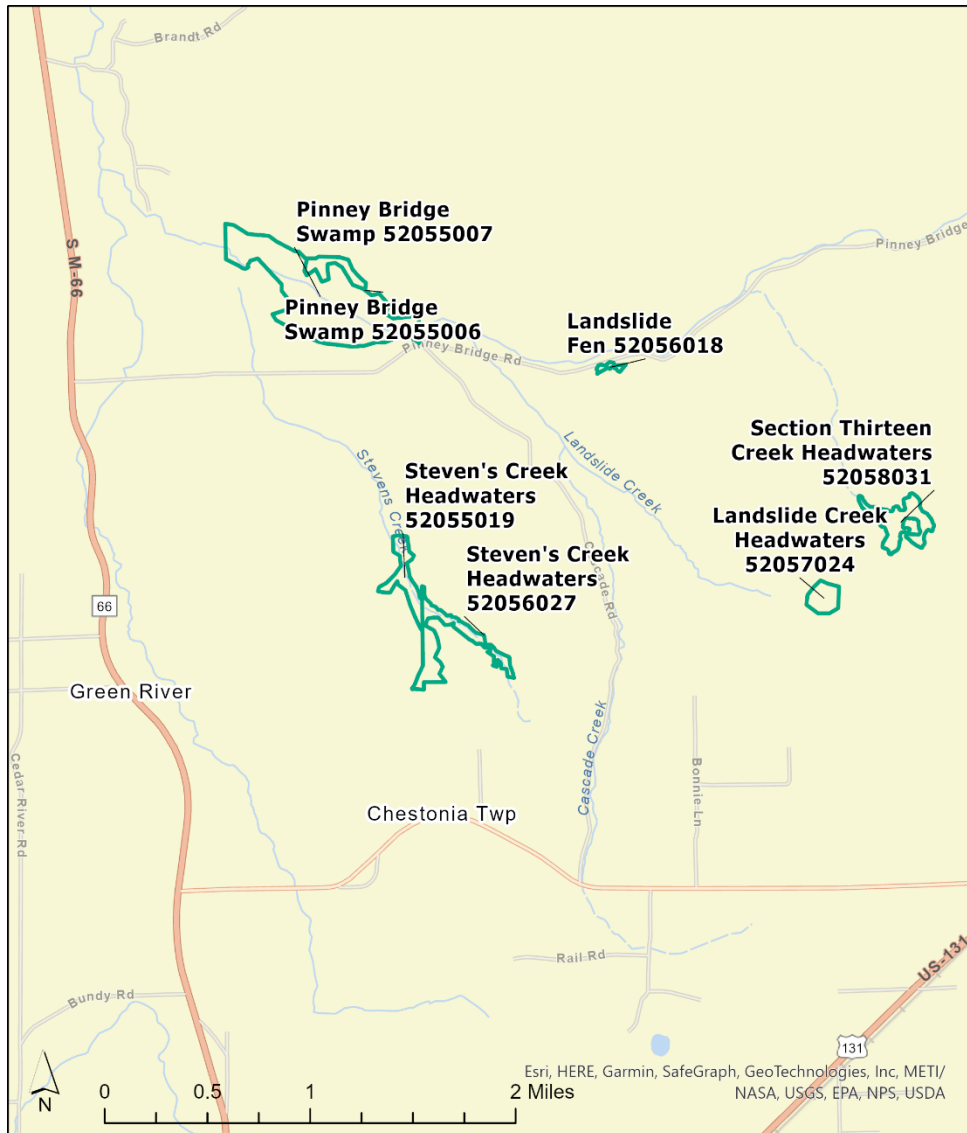 Brandt Rd
S M-66
Pinney Bridge
Swamp 52055007
Pinney Bridge
Pinney Bridge
Swamp 52055006
Landslide
Fen 52056018
Pinney Bridge Rd
Section Thirteen
Creek Headwaters
52058031
Landslide Creek
Stevens Creek
Steven's Creek
Headwaters
52055019
Landslide Creek
Headwaters
52057024
Steven's Creek
Headwaters
52056027
Cascade Rd
66
Green River
Cedar River Rd
Cascade Creek
Bonnie Ln
Chestonia Twp
US-131
Rail Rd
Bundy Rd
131
N
0 0.5 1 2 Miles
Esri, HERE, Garmin, SafeGraph, GeoTechnologies, Inc, METI/
NASA, USGS, EPA, NPS, USDA